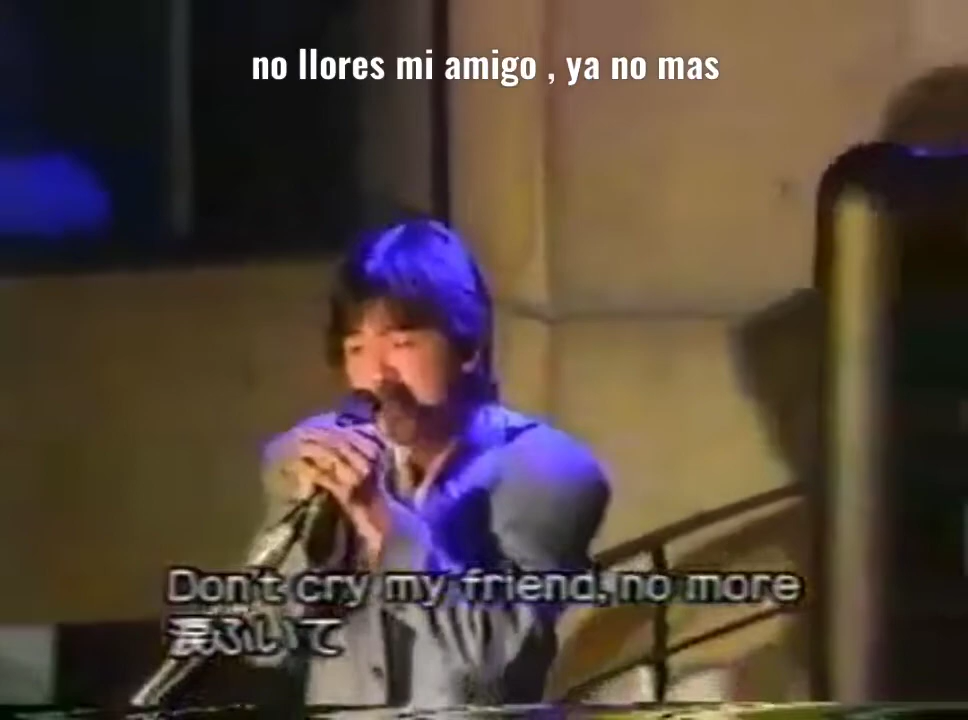 no llores mi amigo , ya no mas
Don't cry my friend, no more
涙ふいて